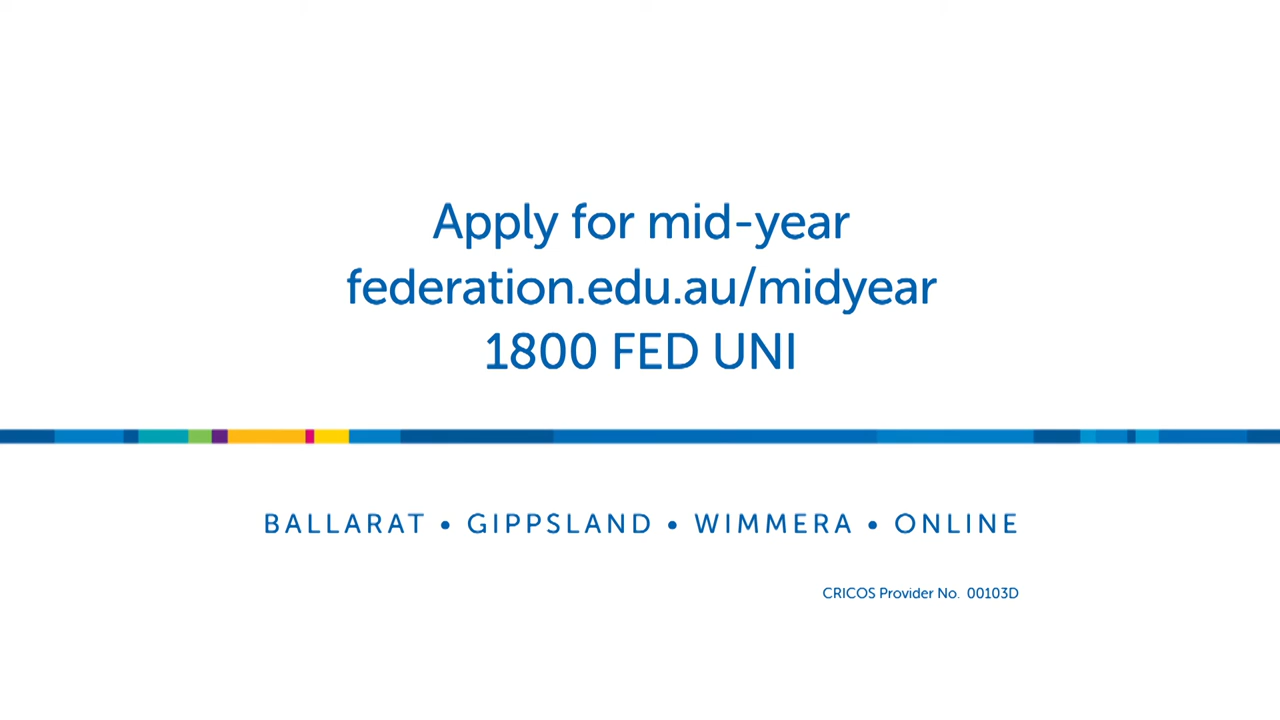 Apply for mid-year
federation.edu.au/midyear
1800 FED UNI
BALLARAT • GIPPSLAND • WIMMERA • ONLINE
CRICOS Provider No. 00103D